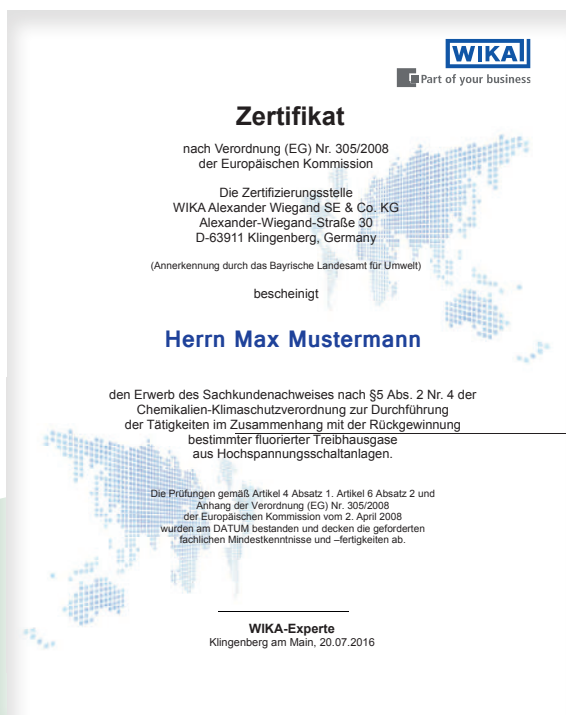 WIKA
Part of your business
Zertifikat
nach Verordnung (EG) Nr. 305/2008
der Europäischen Kommission
Die Zertifizierungsstelle
WIKA Alexander Wiegand SE & Co. KG
Alexander-Wiegand-Straße 30
D-63911 Klingenberg, Germany
(Annerkennung durch das Bayrische Landesamt für Umwelt)
bescheinigt
Herrn Max Mustermann
den Erwerb des Sachkundenachweises nach §5 Abs. 2 Nr. 4 der
Chemikalien-Klimaschutzverordnung zur Durchführung
der Tätigkeiten im Zusammenhang mit der Rückgewinnung
bestimmter fluorierter Treibhausgase
aus Hochspannungsschaltanlagen.
Die Prüfungen gemäß Artikel 4 Absatz 1. Artikel 6 Absatz 2 und
Anhang der Verordnung (EG) Nr. 305/2008
der Europäischen Kommission vom 2. April 2008
wurden am DATUM bestanden und decken die geforderten
fachlichen Mindestkenntnisse und –fertigkeiten ab.
WIKA-Experte
Klingenberg am Main, 20.07.2016